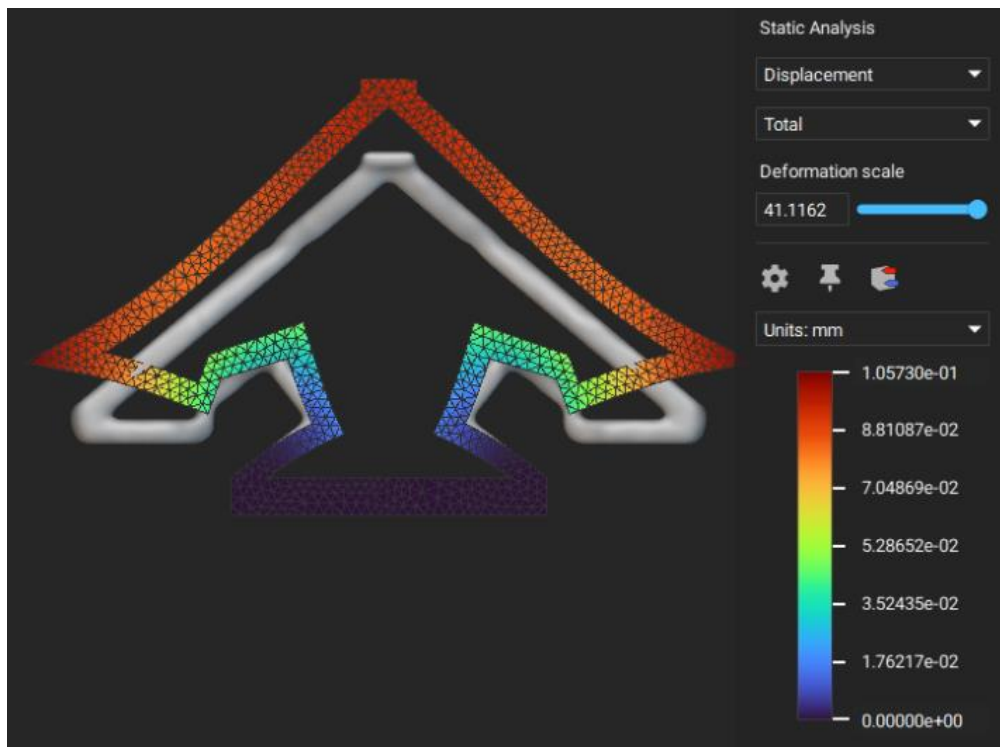 Static Analysis
Displacement
Total
Deformation scale
41.1162
Units: mm
1.05730e-01
8.81087e-02
7.04869e-02
5.28652e-02
3.52435e-02
1.76217e-02
0.00000e+00